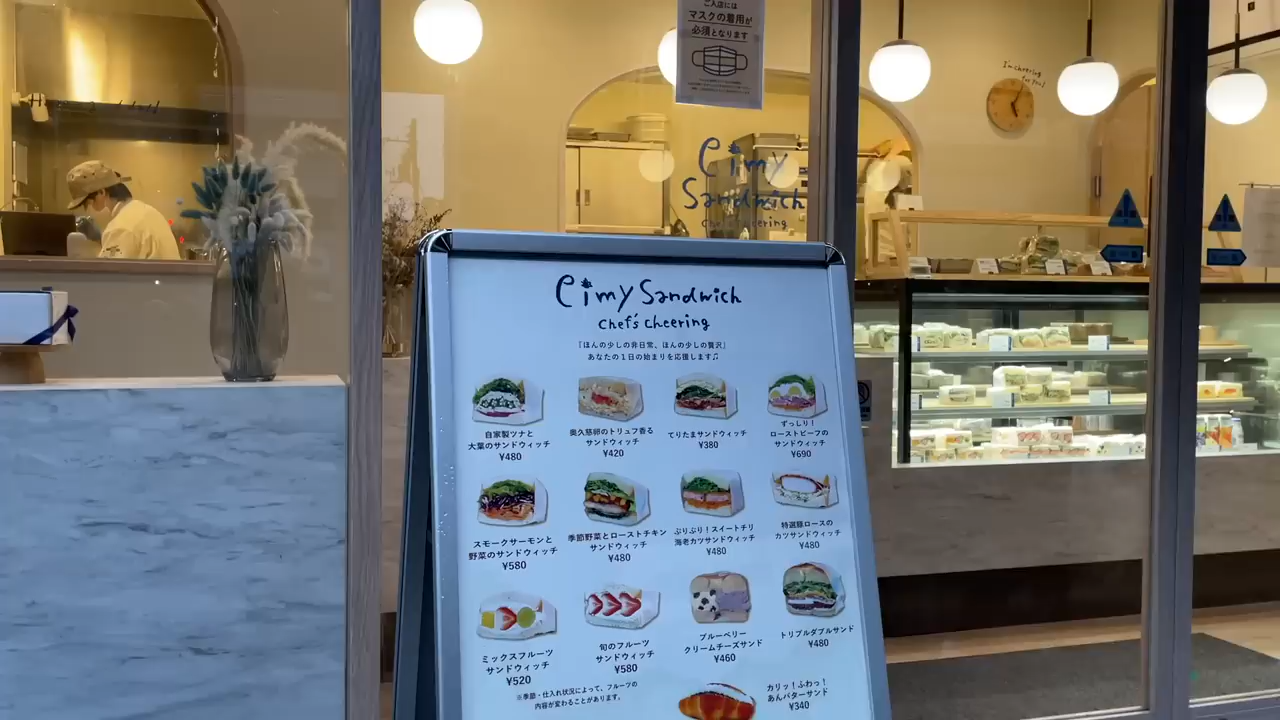 ご入店には
マスクの着用が
必須となります
I'm cheering
for you!
eimy
Sandwich
chef's cheering
eimy Sandwich
chef's cheering
「ほんの少しの非日常、ほんの少しの贅沢」
あなたの1日の始まりを応援します♫
自家製ツナと
大葉のサンドウィッチ
¥480
奥久慈卵のトリュフ香る
サンドウィッチ
¥420
てりたまサンドウィッチ
¥380
ずっしり!
ローストビーフの
サンドウィッチ
¥690
スモークサーモンと
野菜のサンドウィッチ
¥580
季節野菜とローストチキン
サンドウィッチ
¥480
ぷりぷり!スイートチリ
海老カツサンドウィッチ
¥480
特選豚ロースの
カツサンドウィッチ
¥480
ミックスフルーツ
サンドウィッチ
¥520
旬のフルーツ
サンドウィッチ
¥580
ブルーベリー
クリームチーズサンド
¥460
トリプルダブルサンド
¥480
※季節・仕入れ状況によって、フルーツの
内容が変わることがあります。
カリッ!ふわっ!
あんバターサンド
¥340